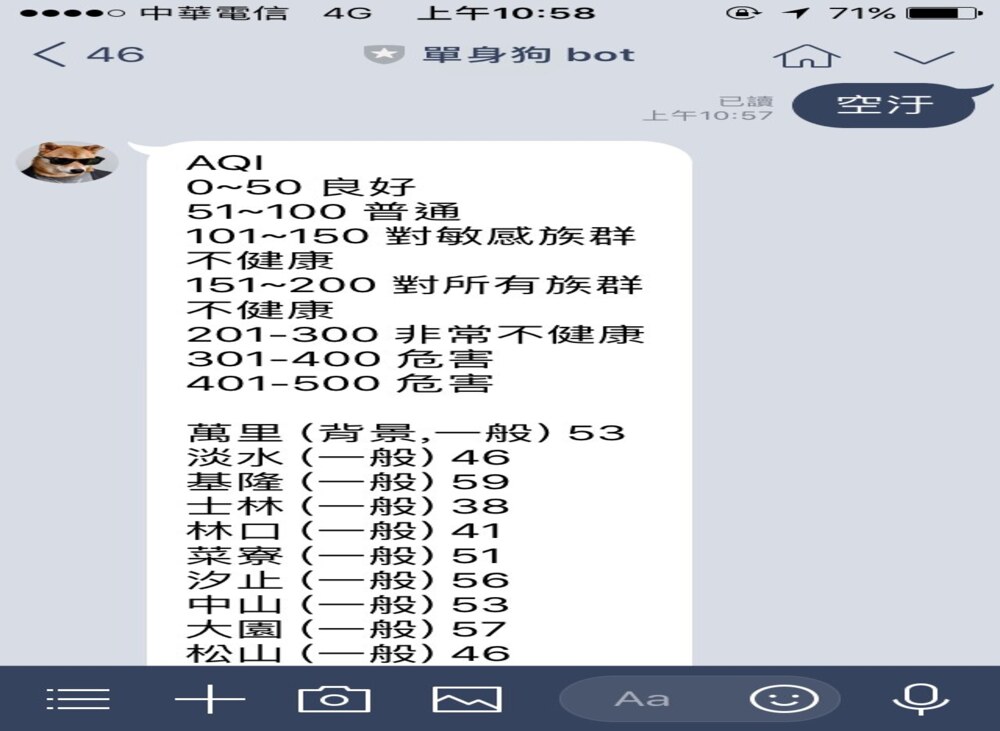 中華電信 4G 上午10:58 71%
46 單身狗 bot
空汙
已讀
上午10:57
AQI
0~50 良好
51~100 普通
101~150 對敏感族群
不健康
151~200 對所有族群
不健康
201-300 非常不健康
301-400 危害
401-500 危害
萬里 (背景,一般) 53
淡水 (一般) 46
基隆 (一般) 59
士林 (一般) 38
林口 (一般) 41
菜寮 (一般) 51
汐止 (一般) 56
中山 (一般) 53
大園 (一般) 57
松山 (一般) 46
Aa